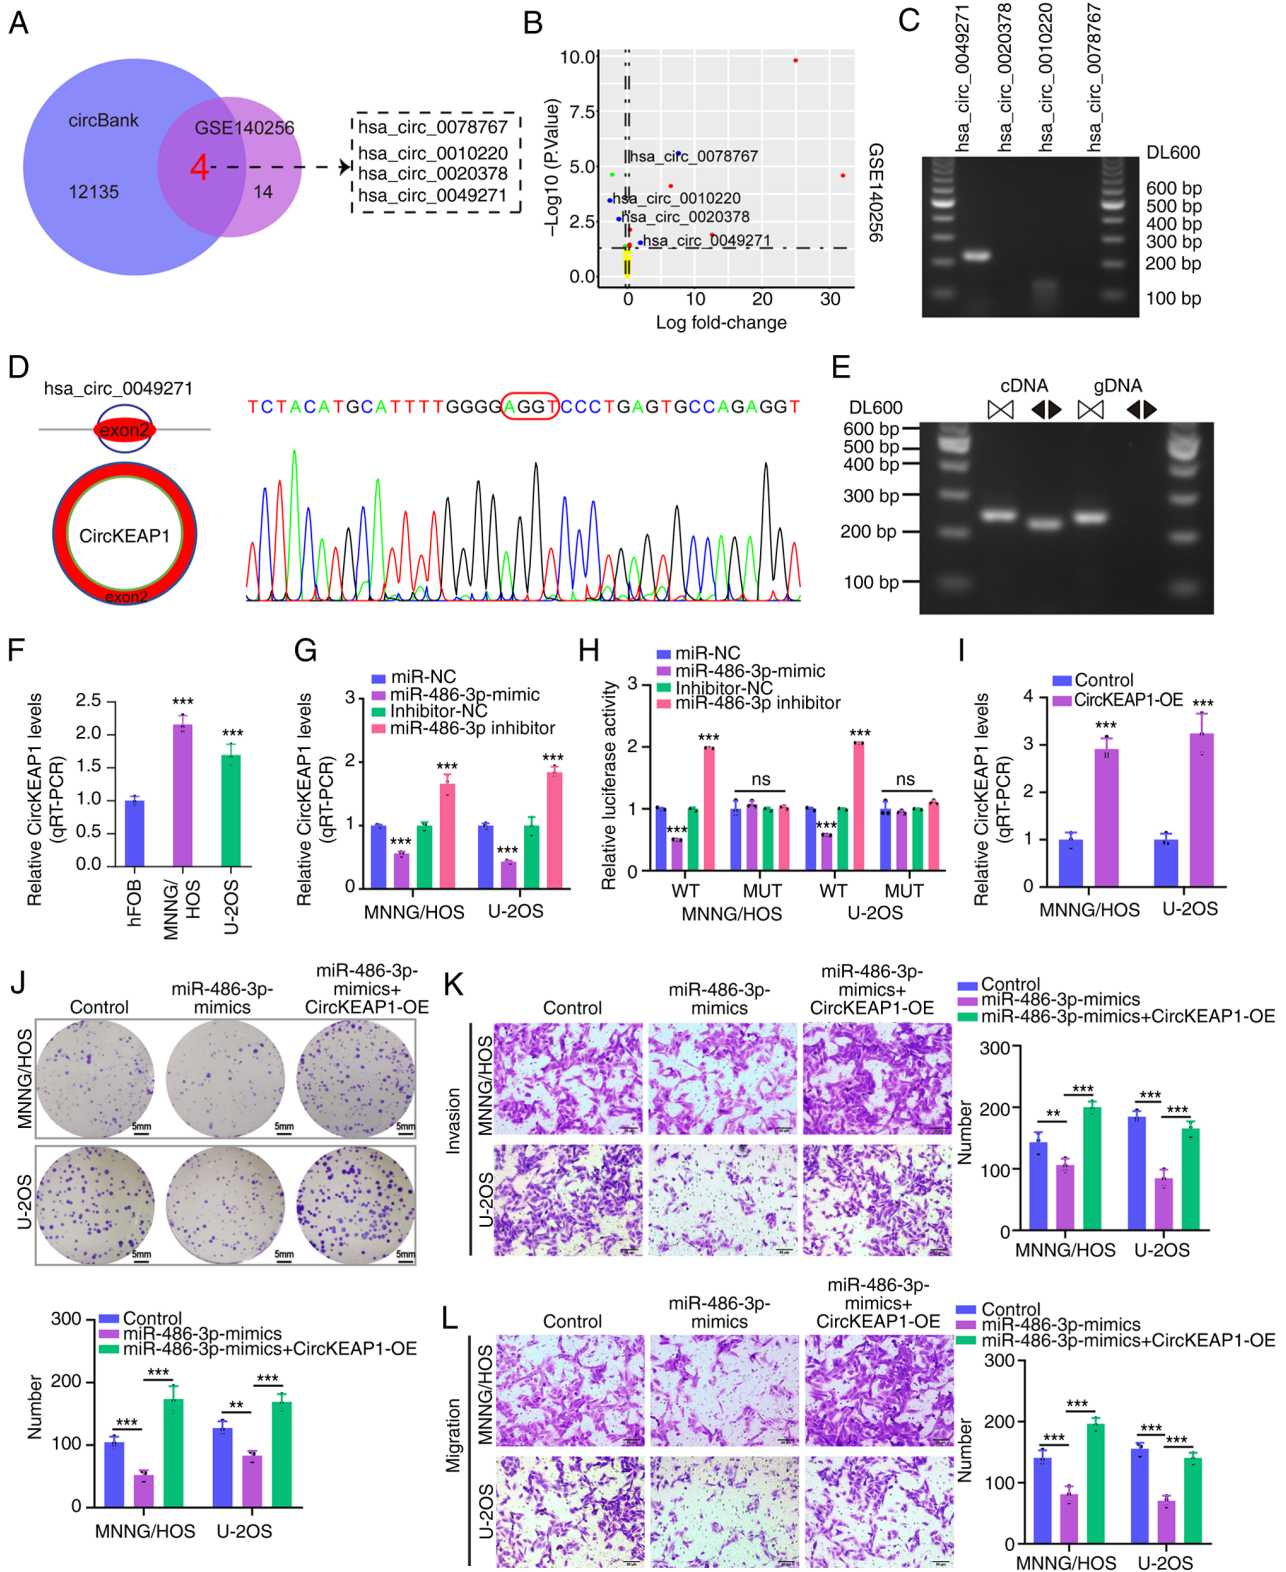 A
circBank
GSE140256
4
12135
14
hsa_circ_0078767
hsa_circ_0010220
hsa_circ_0020378
hsa_circ_0049271
B
10.0
7.5
5.0
2.5
0.0
−Log10 (P.Value)
hsa_circ_0078767
hsa_circ_0010220
hsa_circ_0020378
hsa_circ_0049271
0
10
20
30
Log fold-change
GSE140256
C
hsa_circ_0049271
hsa_circ_0020378
hsa_circ_0010220
hsa_circ_0078767
DL600
600 bp
500 bp
400 bp
300 bp
200 bp
100 bp
D
hsa_circ_0049271
exon2
CircKEAP1
exon2
TCTACATGCATTTTGGGGAGGTCCCTGAGTGCCAGAGGT
E
cDNA
gDNA
DL600
600 bp
500 bp
400 bp
300 bp
200 bp
100 bp
F
Relative CircKEAP1 levels
(qRT-PCR)
2.5
2.0
1.5
1.0
0.5
0.0
***
***
hFOB
MNNG/
HOS
U-2OS
G
miR-NC
miR-486-3p-mimic
Inhibitor-NC
miR-486-3p inhibitor
Relative CircKEAP1 levels
(qRT-PCR)
3
2
1
0
***
***
***
***
MNNG/HOS
U-2OS
H
miR-NC
miR-486-3p-mimic
Inhibitor-NC
miR-486-3p inhibitor
Relative luciferase activity
3
2
1
0
***
***
ns
***
***
ns
WT
MUT
WT
MUT
MNNG/HOS
U-2OS
I
Control
CircKEAP1-OE
Relative CircKEAP1 levels
(qRT-PCR)
4
3
2
1
0
***
***
MNNG/HOS
U-2OS
J
Control
miR-486-3p-
mimics
miR-486-3p-
mimics+
CircKEAP1-OE
MNNG/HOS
5mm
5mm
5mm
U-2OS
5mm
5mm
5mm
Control
miR-486-3p-mimics
miR-486-3p-mimics+CircKEAP1-OE
Number
300
200
100
0
***
***
**
***
MNNG/HOS
U-2OS
K
Control
miR-486-3p-
mimics
miR-486-3p-
mimics+
CircKEAP1-OE
Invasion
MNNG/HOS
U-2OS
Control
miR-486-3p-mimics
miR-486-3p-mimics+CircKEAP1-OE
Number
300
200
100
0
**
***
***
***
MNNG/HOS
U-2OS
L
Control
miR-486-3p-
mimics
miR-486-3p-
mimics+
CircKEAP1-OE
Migration
MNNG/HOS
U-2OS
Control
miR-486-3p-mimics
miR-486-3p-mimics+CircKEAP1-OE
Number
300
200
100
0
***
***
***
***
MNNG/HOS
U-2OS